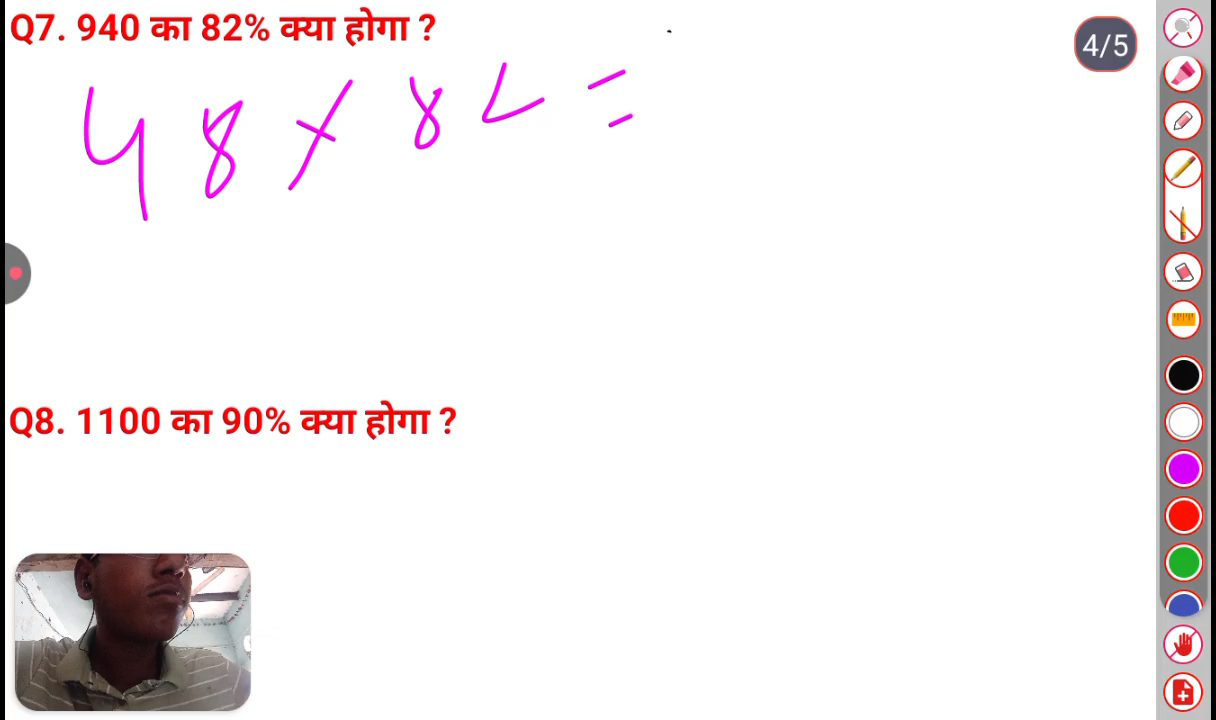 Q7. 940 का 82% क्या होगा ?
4/5
48 x 82 =
Q8. 1100 का 90% क्या होगा ?